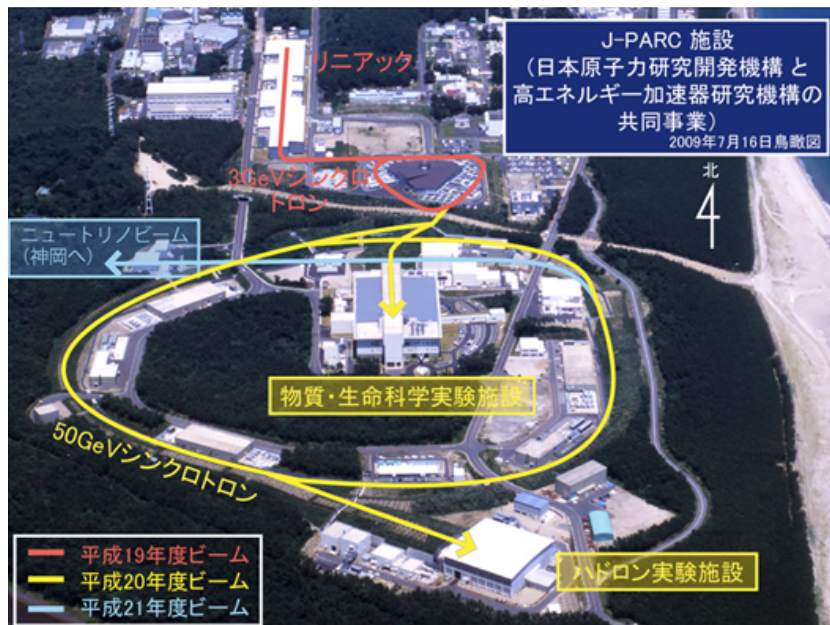 J-PARC 施設
(日本原子力研究開発機構 と
高エネルギー加速器研究機構の
共同事業)
2009年7月16日鳥瞰図
リニアック
北
3GeVシンクロ
トロン
ニュートリノビーム
(神岡へ)
物質・生命科学実験施設
50GeVシンクロトロン
ハドロン実験施設
平成19年度ビーム
平成20年度ビーム
平成21年度ビーム